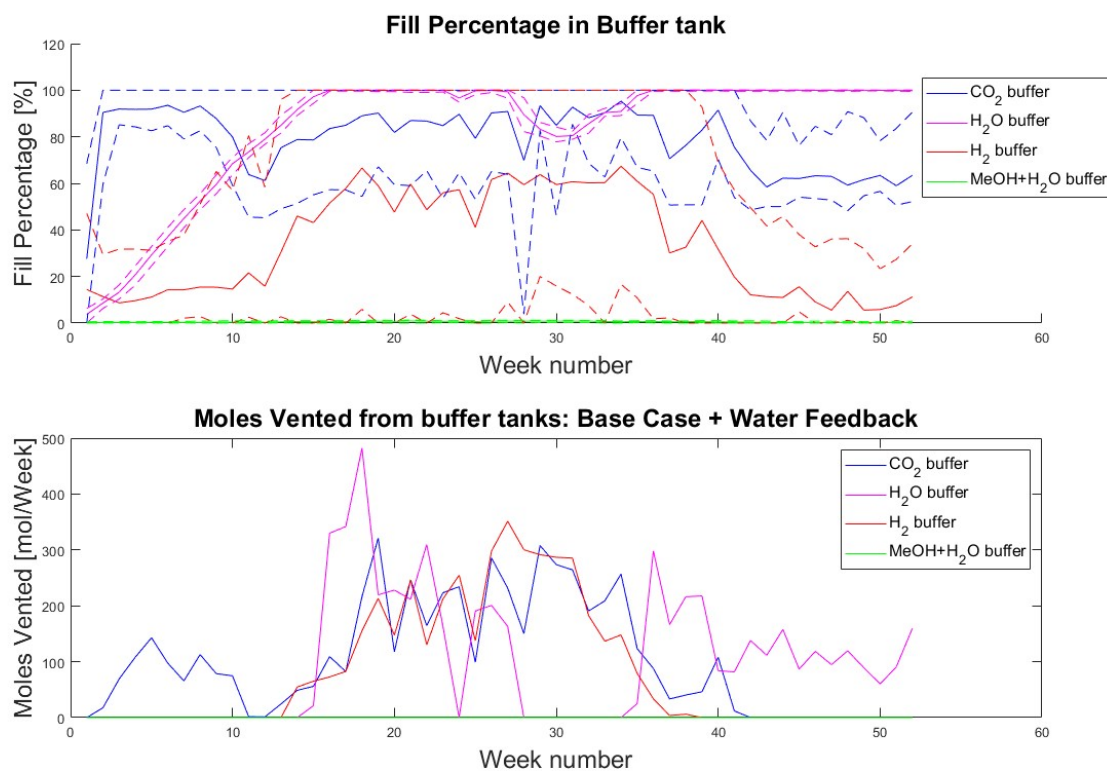 Fill Percentage in Buffer tank
Fill Percentage [%]
120
100
80
60
40
20
0
0 10 20 30 40 50 60
Week number
CO2 buffer
H2O buffer
H2 buffer
MeOH+H2O buffer
Moles Vented from buffer tanks: Base Case + Water Feedback
Moles Vented [mol/Week]
500
400
300
200
100
0
0 10 20 30 40 50 60
Week number
CO2 buffer
H2O buffer
H2 buffer
MeOH+H2O buffer